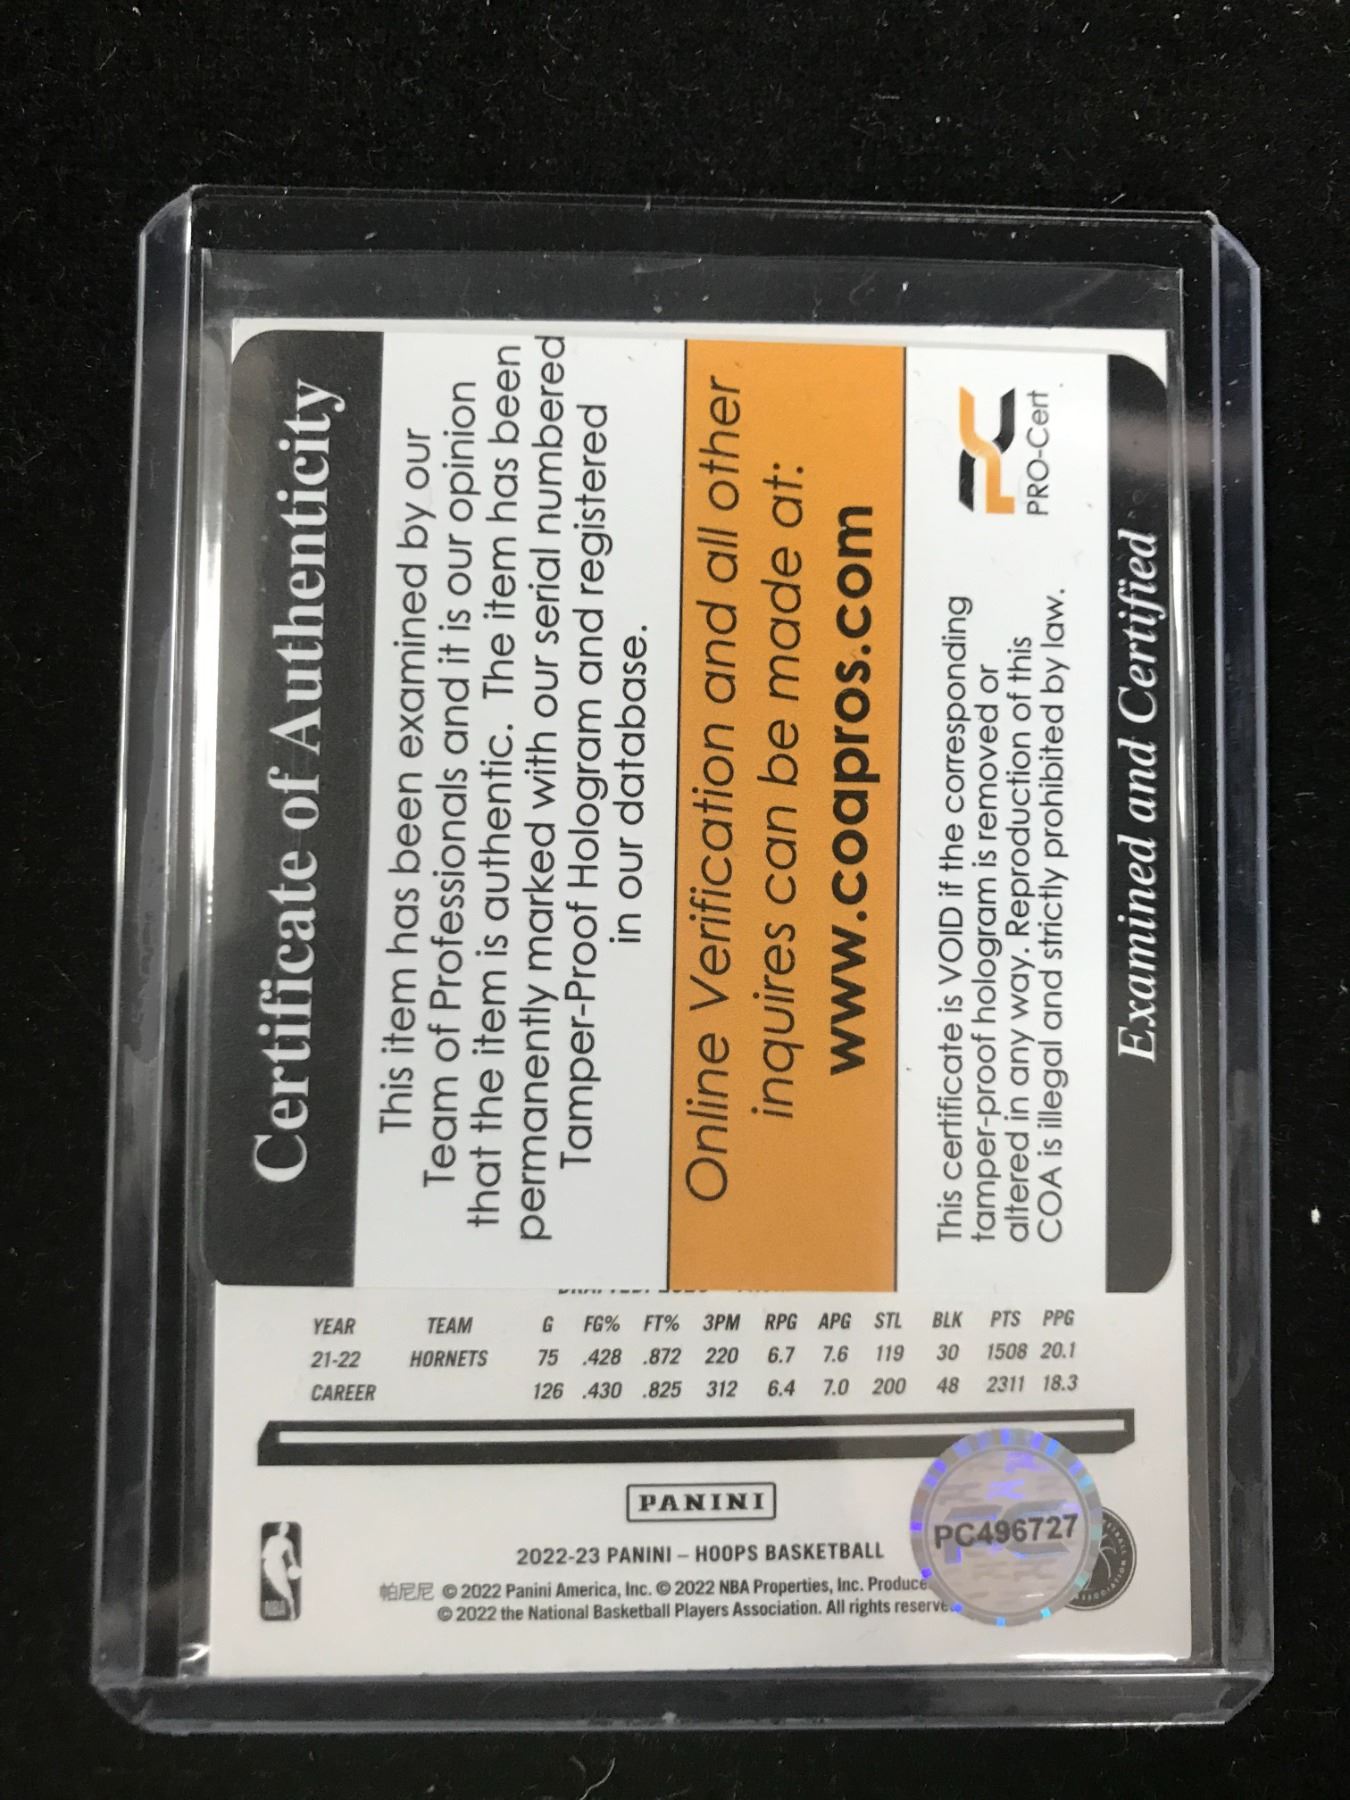 Certificate of Authenticity
This item has been examined by our
Team of Professionals and it is our opinion
that the item is authentic. The item has been
permanently marked with our serial numbered
Tamper-Proof Hologram and registered
in our database.
Online Verification and all other
inquires can be made at:
www.coapros.com
This certificate is VOID if the corresponding
tamper-proof hologram is removed or
altered in any way. Reproduction of this
COA is illegal and strictly prohibited by law.
PC
PRO-Cert
Examined and Certified
YEAR TEAM G FG% FT% 3PM RPG APG STL BLK PTS PPG
21-22 HORNETS 75 .428 .872 220 6.7 7.6 119 30 1508 20.1
CAREER 126 .430 .825 312 6.4 7.0 200 48 2311 18.3
PANINI
PC496727
2022-23 PANINI – HOOPS BASKETBALL
帕尼尼 © 2022 Panini America, Inc. © 2022 NBA Properties, Inc. Produce
© 2022 the National Basketball Players Association. All rights reserve
NBA